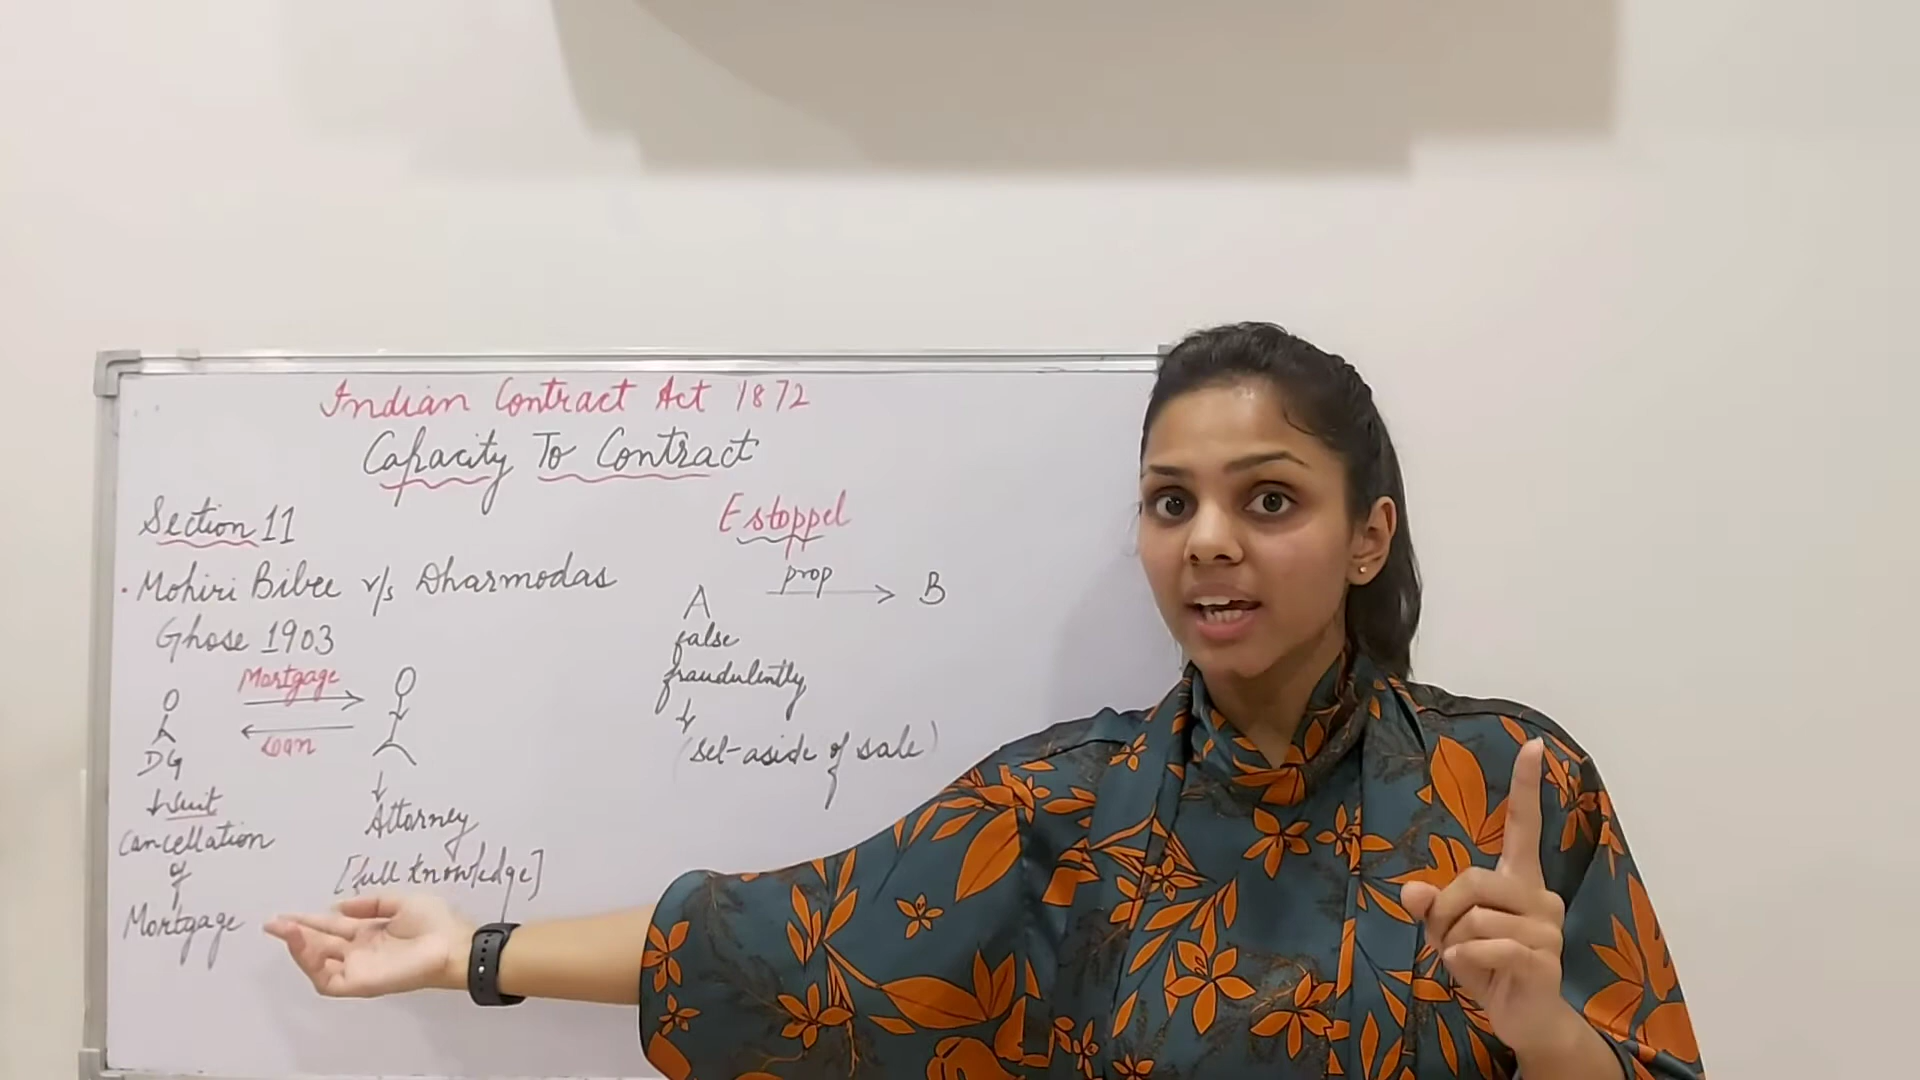 Indian Contract Act 1872
Capacity To Contract
Section 11
· Mohiri Bibee v/s Dharmodas
Ghose 1903
Mortgage
Loan
DG
Suit
Cancellation
of
Mortgage
Attorney
[full knowledge]
Estoppel
A prop B
false
fraudulently
(set-aside of sale)